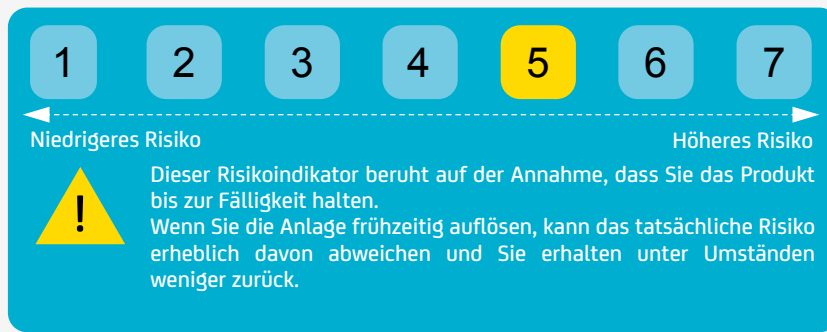 1 2 3 4 5 6 7
Niedrigeres Risiko Höheres Risiko
!
Dieser Risikoindikator beruht auf der Annahme, dass Sie das Produkt
bis zur Fälligkeit halten.
Wenn Sie die Anlage frühzeitig auflösen, kann das tatsächliche Risiko
erheblich davon abweichen und Sie erhalten unter Umständen
weniger zurück.